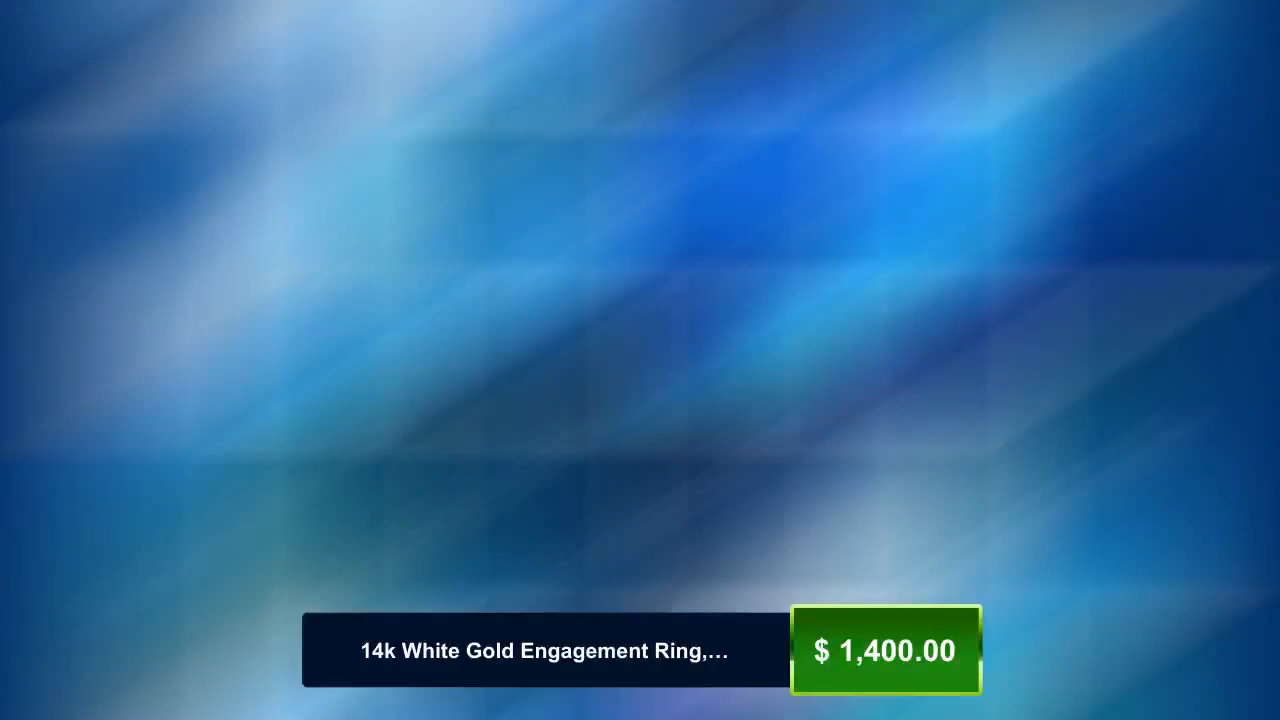 14k White Gold Engagement Ring,… $ 1,400.00